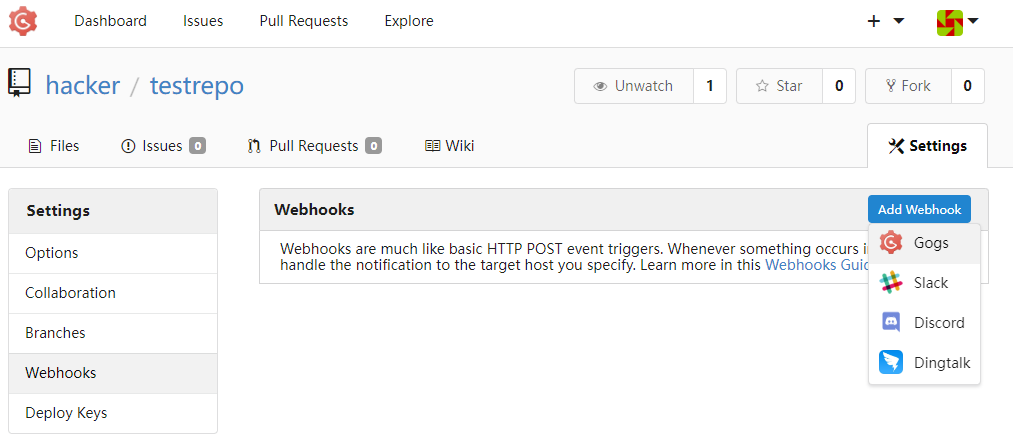 Dashboard Issues Pull Requests Explore
hacker / testrepo
Unwatch 1 Star 0 Fork 0
Files Issues 0 Pull Requests 0 Wiki Settings
Settings
Options
Collaboration
Branches
Webhooks
Deploy Keys
Webhooks
Add Webhook
Webhooks are much like basic HTTP POST event triggers. Whenever something occurs
handle the notification to the target host you specify. Learn more in this Webhooks
Gogs
Slack
Discord
Dingtalk